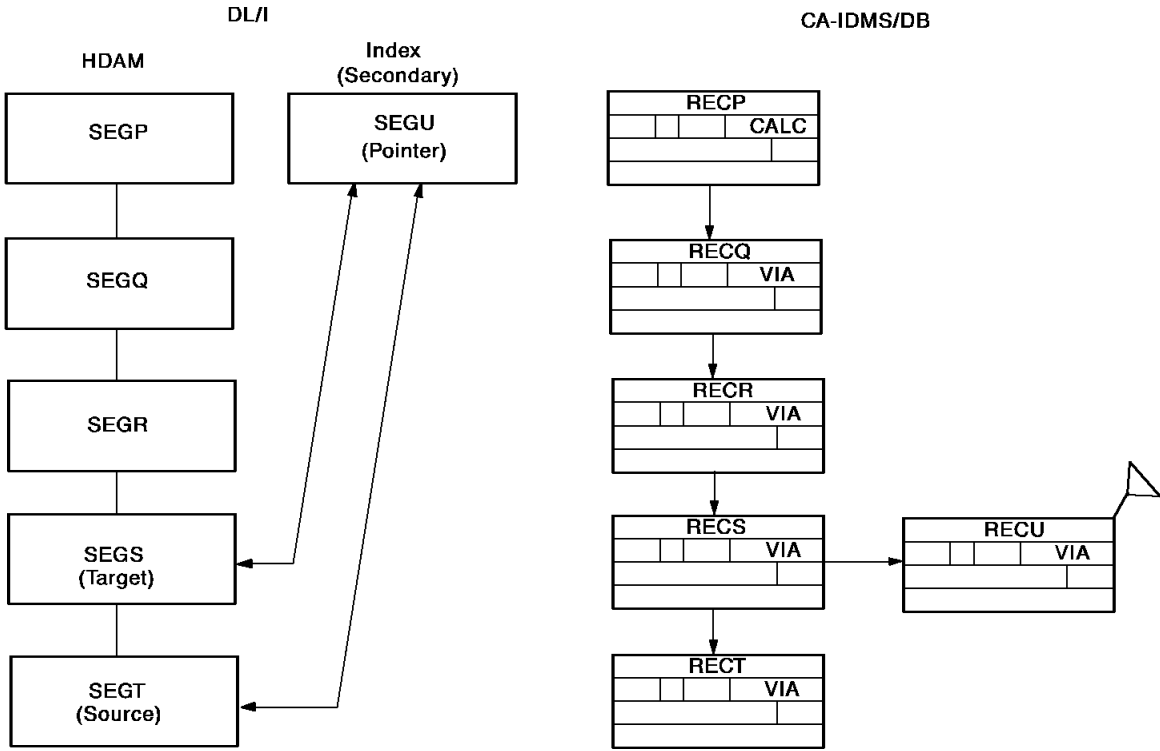 DL/I
CA-IDMS/DB
HDAM
Index
(Secondary)
SEGP
SEGU
(Pointer)
SEGQ
SEGR
SEGS
(Target)
SEGT
(Source)
RECP
CALC
RECQ
VIA
RECR
VIA
RECS
VIA
RECU
VIA
RECT
VIA